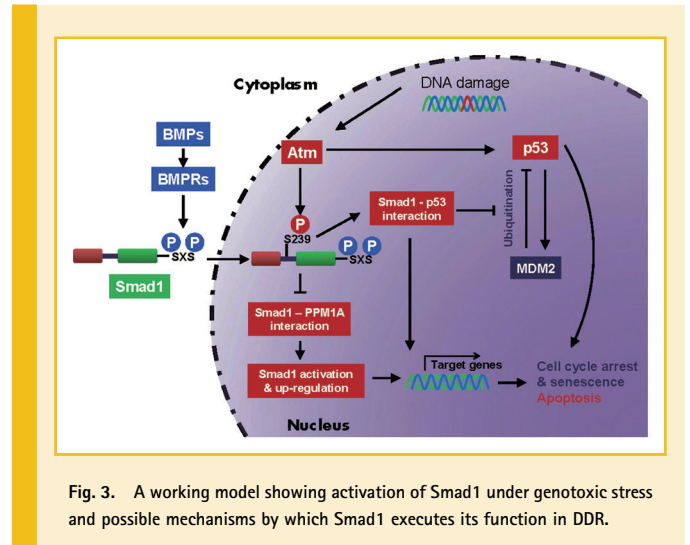 Cytoplasm
DNA damage
BMPs
BMPRs
P P
SXS
Smad1
Atm
p53
P
S239
P P
SXS
Smad1 - p53
interaction
Ubiquitination
MDM2
Smad1 – PPM1A
interaction
Smad1 activation
& up-regulation
Target genes
Cell cycle arrest
& senescence
Apoptosis
Nucleus
Fig. 3. A working model showing activation of Smad1 under genotoxic stress
and possible mechanisms by which Smad1 executes its function in DDR.